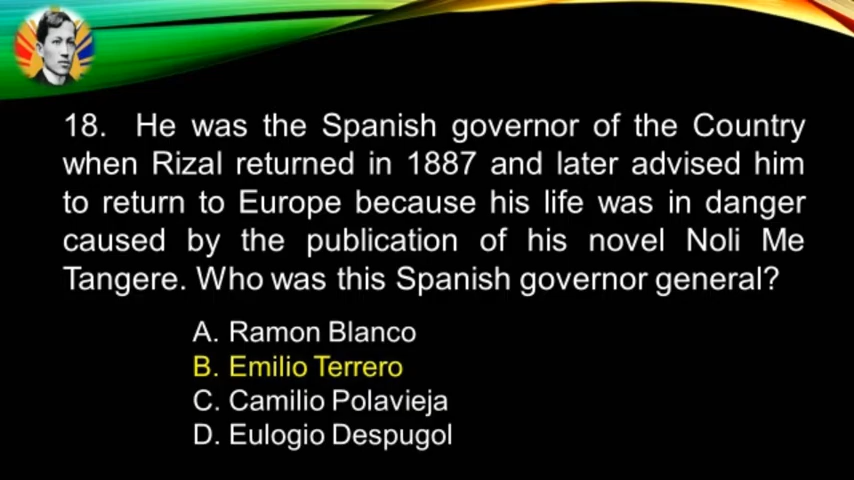 18. He was the Spanish governor of the Country
when Rizal returned in 1887 and later advised him
to return to Europe because his life was in danger
caused by the publication of his novel Noli Me
Tangere. Who was this Spanish governor general?
A. Ramon Blanco
B. Emilio Terrero
C. Camilio Polavieja
D. Eulogio Despugol